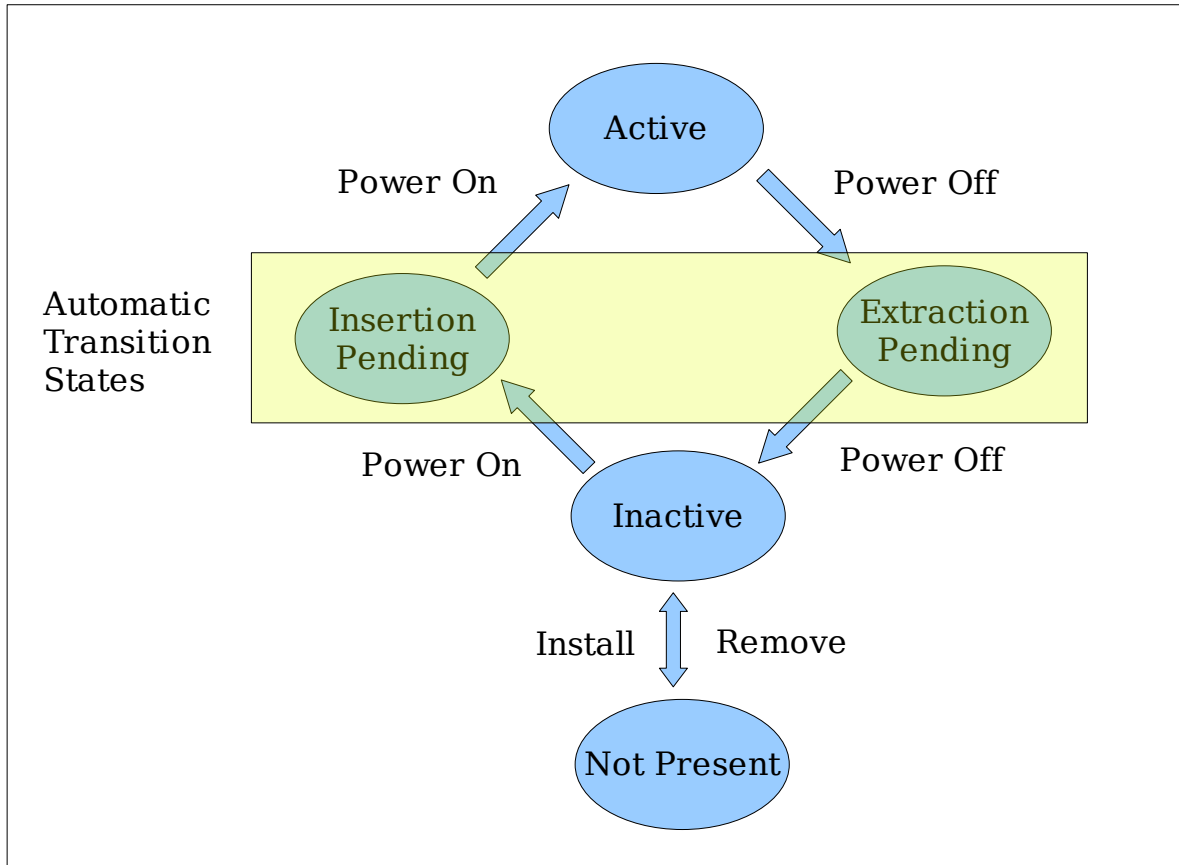 Active
Power On
Power Off
Automatic
Transition
States
Insertion
Pending
Extraction
Pending
Power On
Power Off
Inactive
Install
Remove
Not Present